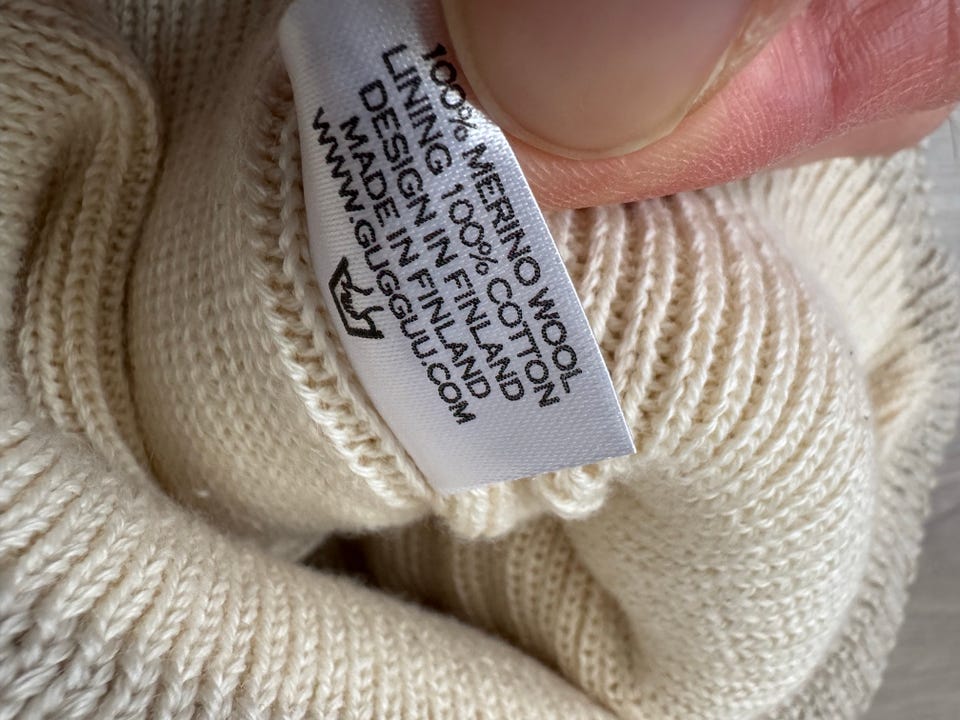 100% MERINO WOOL
LINING 100% COTTON
DESIGN IN FINLAND
MADE IN FINLAND
WWW.GUGGUU.COM